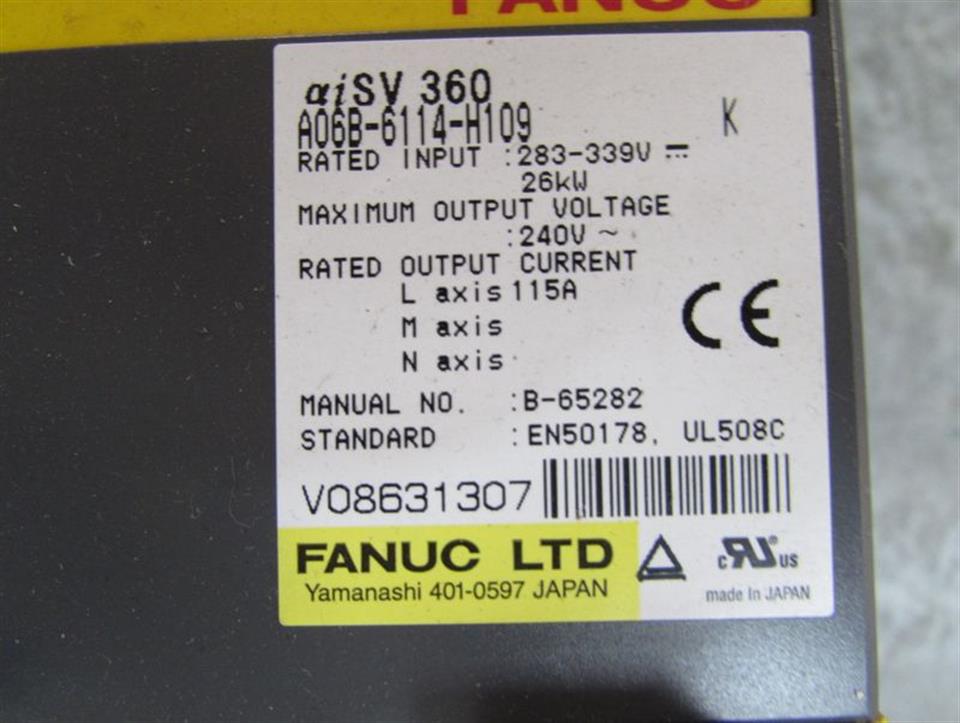 FANUC
αiSV 360
A06B-6114-H109 K
RATED INPUT :283-339V ⎓
26kW
MAXIMUM OUTPUT VOLTAGE
:240V ~
RATED OUTPUT CURRENT
L axis 115A
M axis
N axis
CE
MANUAL NO. :B-65282
STANDARD :EN50178, UL508C
V08631307
FANUC LTD
Yamanashi 401-0597 JAPAN
c RU us
made In JAPAN